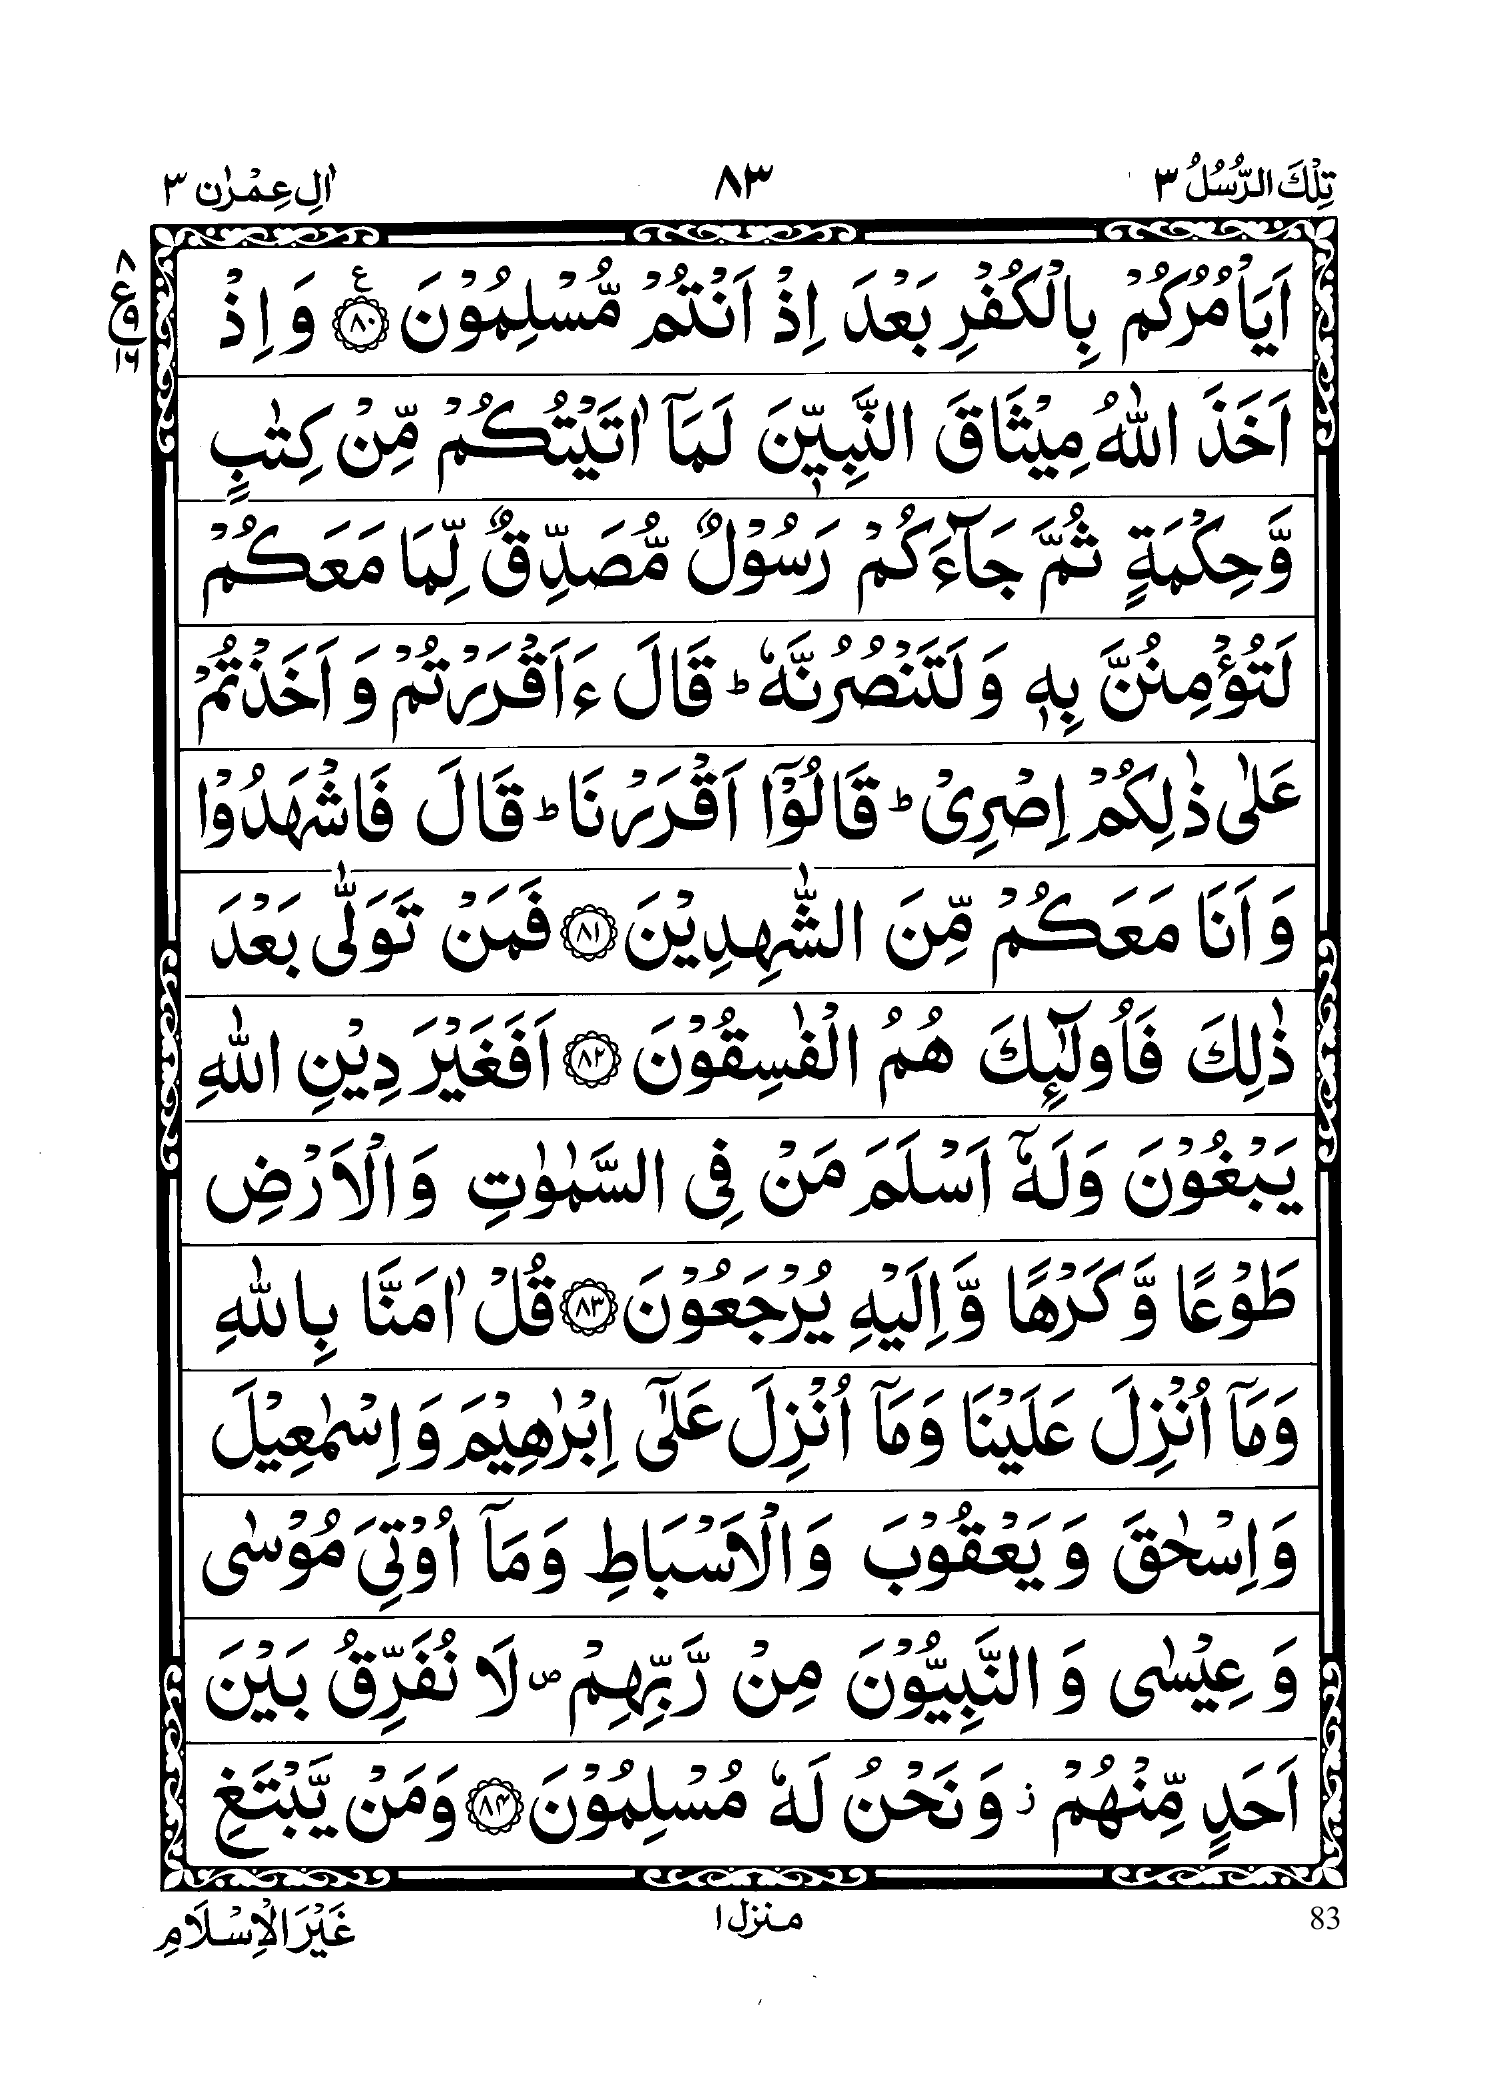 تِلْكَ الرُّسُلُ ٣
٨٣
اٰلِ عِمْرٰن ٣
اَيَاْمُرُكُمْ بِالْكُفْرِ بَعْدَ اِذْ اَنْتُمْ مُّسْلِمُوْنَ ۝٨٠ ع وَ اِذْ
٨
ع
٩
١٦
اَخَذَ اللّٰهُ مِيْثَاقَ النَّبِيّٖنَ لَمَاۤ اٰتَيْتُكُمْ مِّنْ كِتٰبٍ
وَّحِكْمَةٍ ثُمَّ جَآءَكُمْ رَسُوْلٌ مُّصَدِّقٌ لِّمَا مَعَكُمْ
لَتُؤْمِنُنَّ بِهٖ وَ لَتَنْصُرُنَّهٗ ؕ قَالَ ءَاَقْرَرْتُمْ وَ اَخَذْتُمْ
عَلٰى ذٰلِكُمْ اِصْرِىْ ؕ قَالُوْۤا اَقْرَرْنَا ؕ قَالَ فَاشْهَدُوْا
وَ اَنَا مَعَكُمْ مِّنَ الشّٰهِدِيْنَ ۝٨١ فَمَنْ تَوَلّٰى بَعْدَ
ذٰلِكَ فَاُولٰٓئِكَ هُمُ الْفٰسِقُوْنَ ۝٨٢ اَفَغَيْرَ دِيْنِ اللّٰهِ
يَبْغُوْنَ وَلَهٗۤ اَسْلَمَ مَنْ فِى السَّمٰوٰتِ وَالْاَرْضِ
طَوْعًا وَّكَرْهًا وَّاِلَيْهِ يُرْجَعُوْنَ ۝٨٣ قُلْ اٰمَنَّا بِاللّٰهِ
وَمَاۤ اُنْزِلَ عَلَيْنَا وَمَاۤ اُنْزِلَ عَلٰٓى اِبْرٰهِيْمَ وَاِسْمٰعِيْلَ
وَاِسْحٰقَ وَيَعْقُوْبَ وَالْاَسْبَاطِ وَمَاۤ اُوْتِىَ مُوْسٰى
وَ عِيْسٰى وَ النَّبِيُّوْنَ مِنْ رَّبِّهِمْ ۖ لَا نُفَرِّقُ بَيْنَ
اَحَدٍ مِّنْهُمْ ز وَنَحْنُ لَهٗ مُسْلِمُوْنَ ۝٨٤ وَمَنْ يَّبْتَغِ
غَيْرَ الْاِسْلَامِ
منزل ١
83